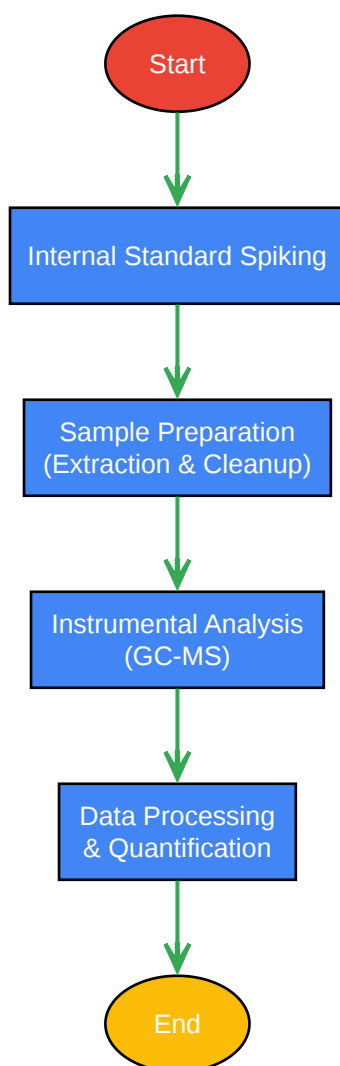 Start
Internal Standard Spiking
Sample Preparation
(Extraction & Cleanup)
Instrumental Analysis
(GC-MS)
Data Processing
& Quantification
End